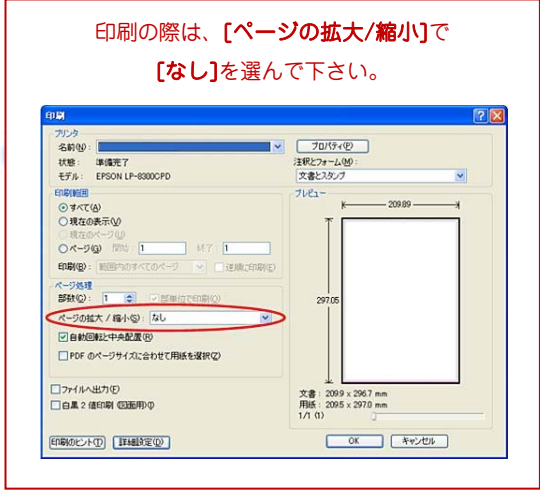 印刷の際は、[ページの拡大/縮小]で
[なし]を選んで下さい。
印刷
プリンタ
名前(N):
プロパティ(P)
状態: 準備完了
注釈とフォーム(M):
モデル: EPSON LP-8300CPD
文書とスタンプ
印刷範囲
プレビュー
すべて(A)
209.89
現在の表示(V)
現在のページ(U)
ページ(G) 開始: 1 終了: 1
印刷(B): 範囲内のすべてのページ 逆順に印刷(E)
ページ処理
部数(C): 1 部単位で印刷(O)
297.05
ページの拡大 / 縮小(S): なし
自動回転と中央配置(R)
PDF のページサイズに合わせて用紙を選択(Z)
ファイルへ出力(F)
白黒 2 値印刷 (図面用)(I)
文書: 209.9 x 296.7 mm
用紙: 209.5 x 297.0 mm
1/1 (1)
印刷のヒント(T)
詳細設定(D)
OK
キャンセル